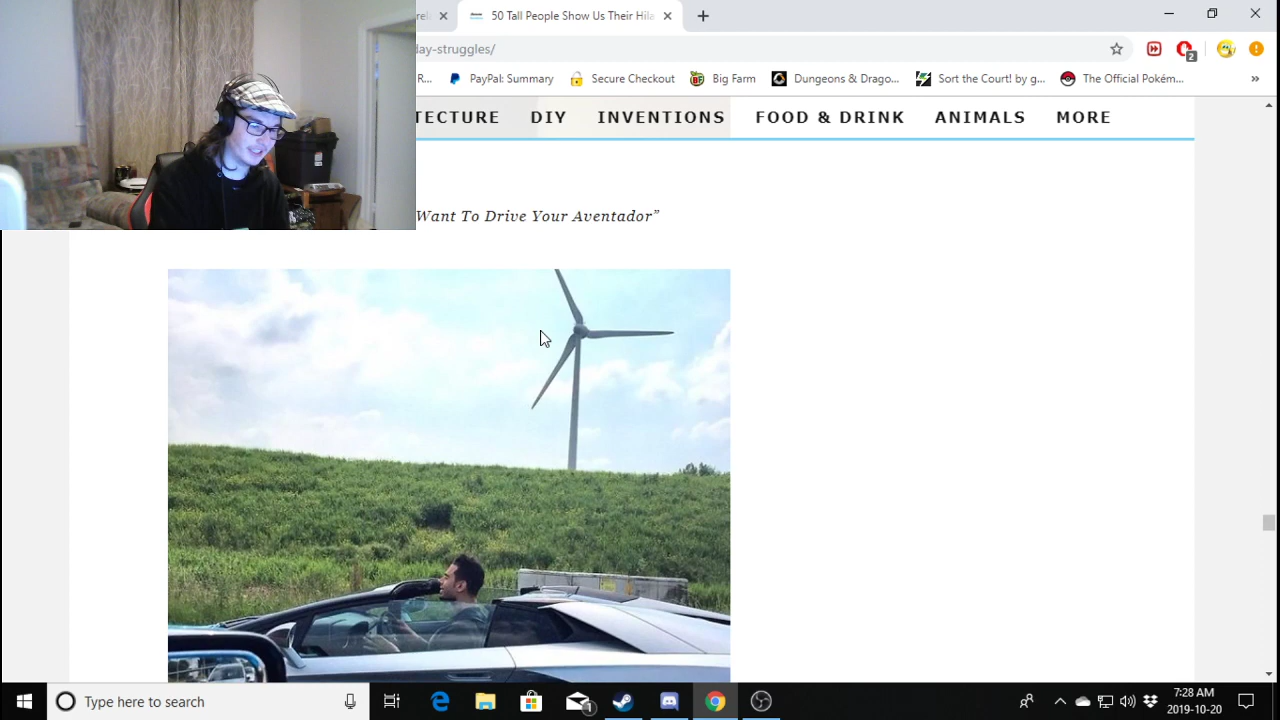 50 Tall People Show Us Their Hila
day-struggles/
2
R...
PayPal: Summary
Secure Checkout
Big Farm
Dungeons & Drago...
Sort the Court! by g...
The Official Pokém...
»
TECTURE
DIY
INVENTIONS
FOOD & DRINK
ANIMALS
MORE
Want To Drive Your Aventador”
Type here to search
1
7:28 AM
2019-10-20